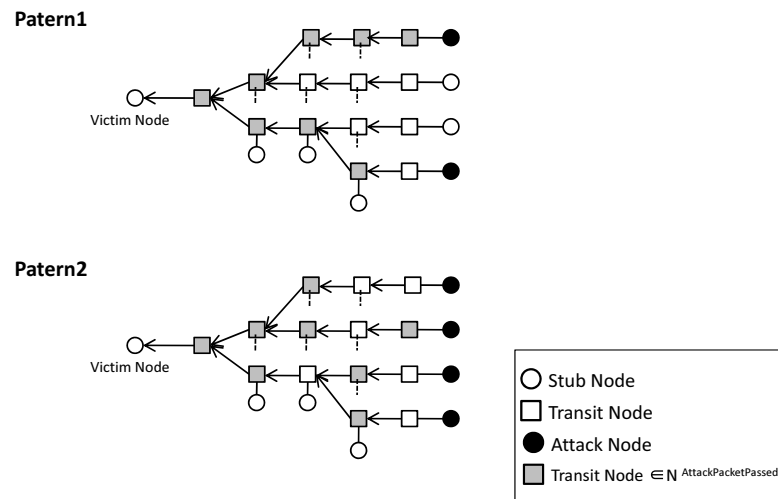 Patern1
Victim Node
Patern2
Victim Node
Stub Node
Transit Node
Attack Node
Transit Node ∈N AttackPacketPassed